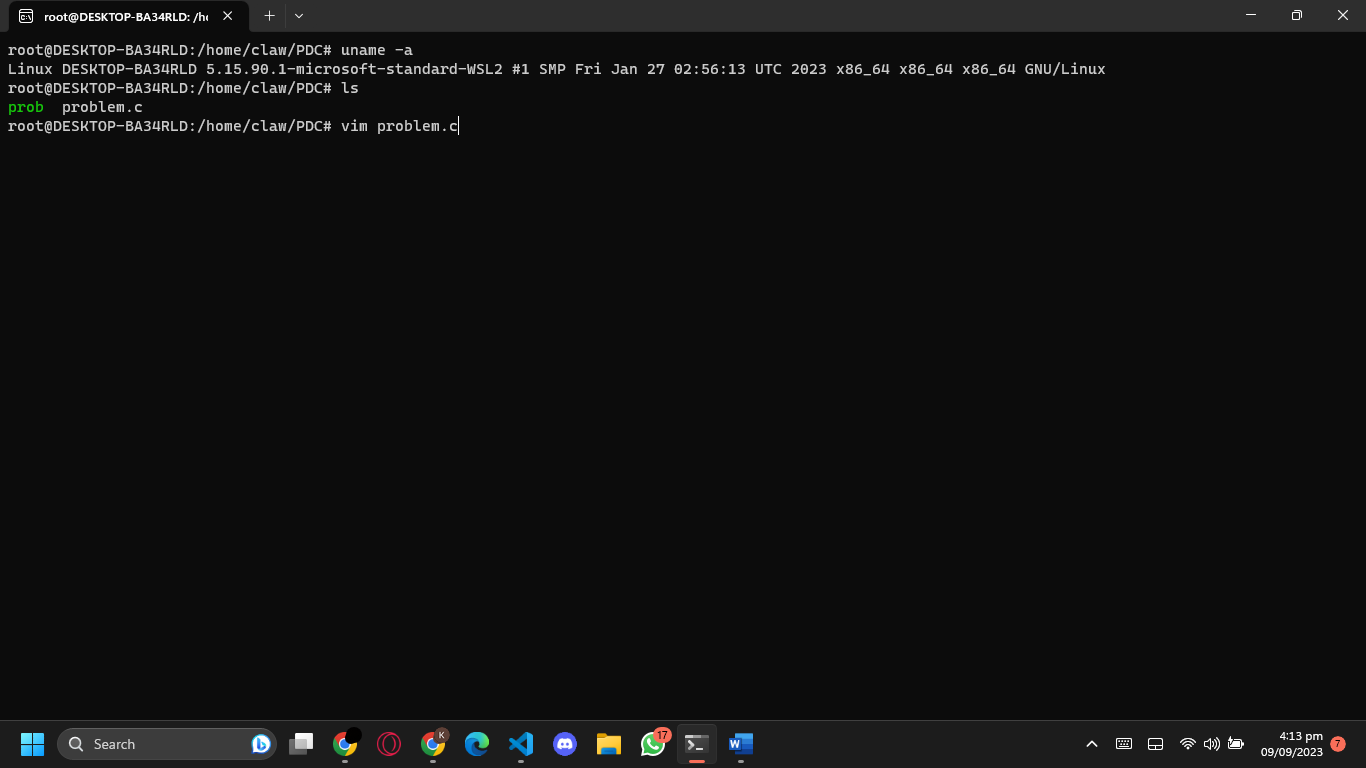 root@DESKTOP-BA34RLD: /h
root@DESKTOP-BA34RLD:/home/claw/PDC# uname -a
Linux DESKTOP-BA34RLD 5.15.90.1-microsoft-standard-WSL2 #1 SMP Fri Jan 27 02:56:13 UTC 2023 x86_64 x86_64 x86_64 GNU/Linux
root@DESKTOP-BA34RLD:/home/claw/PDC# ls
prob  problem.c
root@DESKTOP-BA34RLD:/home/claw/PDC# vim problem.c
Search
K
17
W
4:13 pm
09/09/2023
7